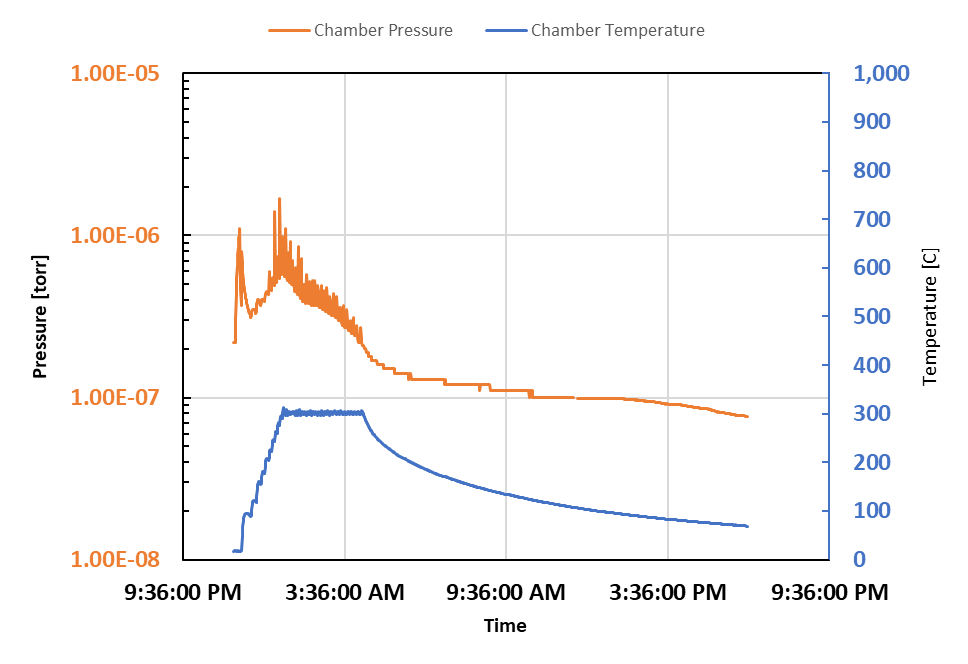 Chamber Pressure
Chamber Temperature
1.00E-05
1.00E-06
1.00E-07
1.00E-08
Pressure [torr]
1,000
900
800
700
600
500
400
300
200
100
0
Temperature [C]
9:36:00 PM
3:36:00 AM
9:36:00 AM
3:36:00 PM
9:36:00 PM
Time